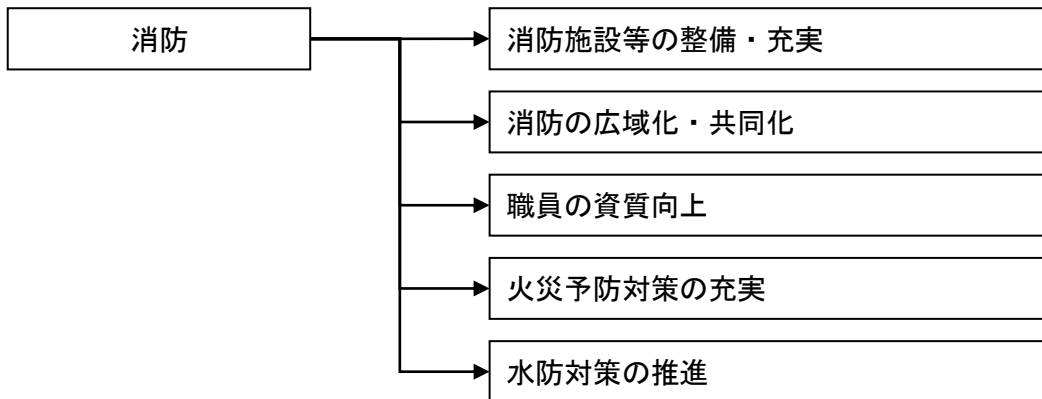 消防
消防施設等の整備・充実
消防の広域化・共同化
職員の資質向上
火災予防対策の充実
水防対策の推進